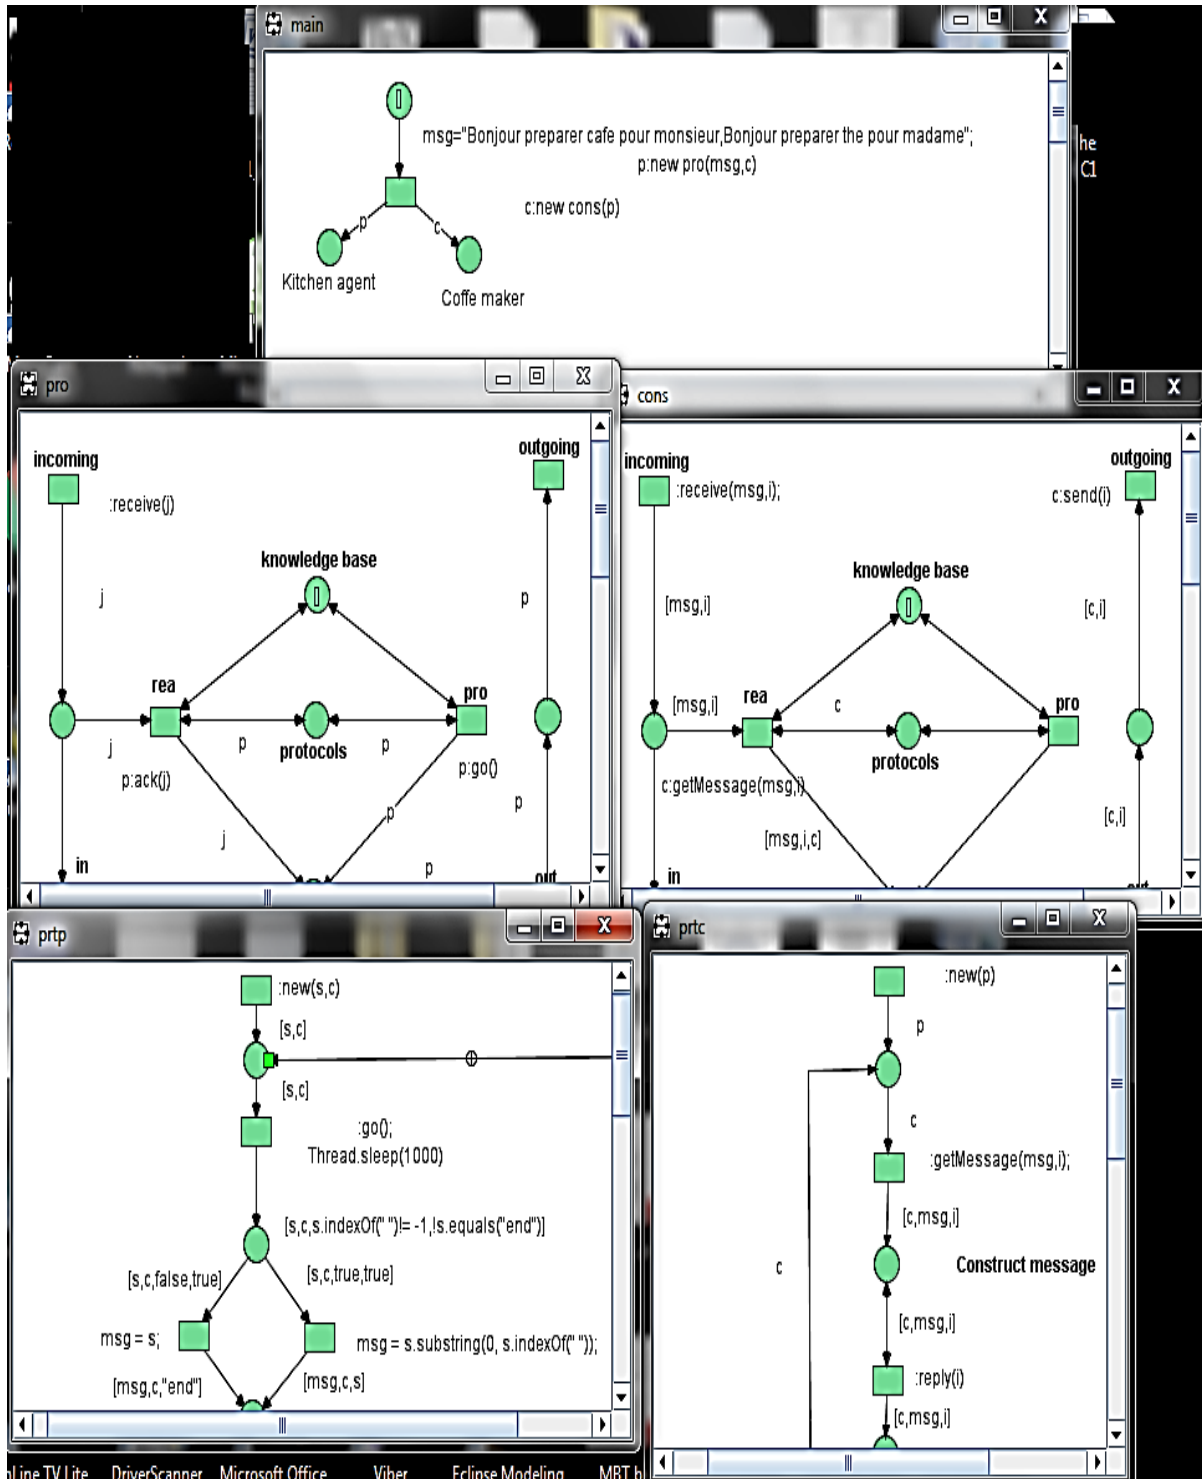 main
msg="Bonjour preparer cafe pour monsieur,Bonjour preparer the pour madame";
p:new pro(msg,c)
c:new cons(p)
p
c
Kitchen agent
Coffe maker
he
C1
pro
incoming
outgoing
:receive(j)
j
knowledge base
p
rea
pro
j
p
p
protocols
p:ack(j)
p:go()
p
j
p
p
in
out
cons
incoming
outgoing
:receive(msg,i);
c:send(i)
knowledge base
[msg,i]
[c,i]
rea
pro
[msg,i]
c
protocols
c:getMessage(msg,i)
[c,i]
[msg,i,c]
in
prtp
:new(s,c)
[s,c]
[s,c]
:go();
Thread.sleep(1000)
[s,c,s.indexOf(" ")!= -1,!s.equals("end")]
[s,c,false,true]
[s,c,true,true]
msg = s;
msg = s.substring(0, s.indexOf(" "));
[msg,c,"end"]
[msg,c,s]
prtc
:new(p)
p
c
:getMessage(msg,i);
[c,msg,i]
c
Construct message
[c,msg,i]
:reply(i)
[c,msg,i]
Line TV Lite
DriverScanner
Microsoft Office
Viber
Eclipse Modeling
MBT